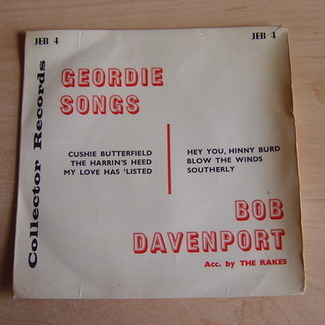 JEB 4
JEB 4
Collector Records
GEORDIE
SONGS
CUSHIE BUTTERFIELD
THE HARRIN'S HEED
MY LOVE HAS 'LISTED
HEY YOU, HINNY BURD
BLOW THE WINDS
SOUTHERLY
BOB
DAVENPORT
Acc. by THE RAKES